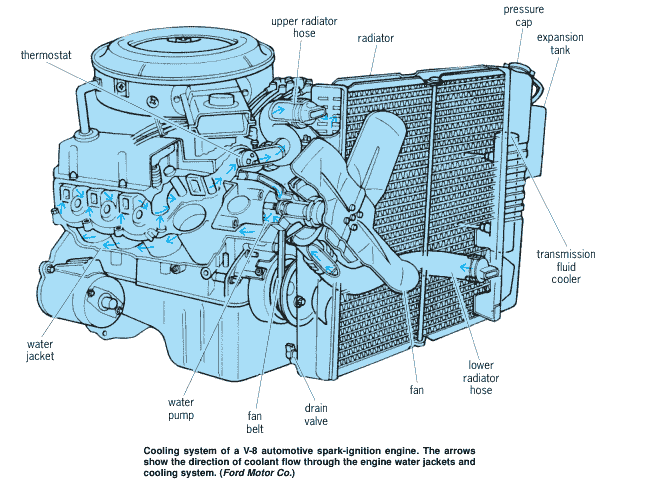 pressure
cap
upper radiator
hose
radiator
expansion
tank
thermostat
transmission
fluid
cooler
water
jacket
lower
radiator
hose
fan
water
pump
fan
belt
drain
valve
Cooling system of a V-8 automotive spark-ignition engine. The arrows
show the direction of coolant flow through the engine water jackets and
cooling system. (Ford Motor Co.)